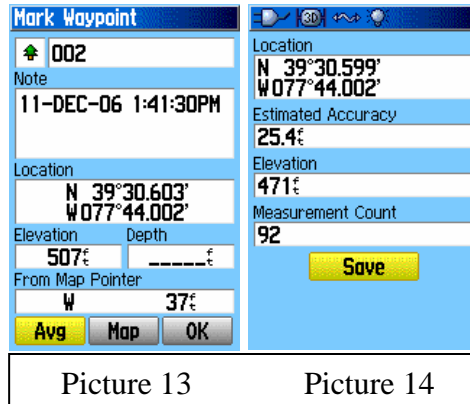 Mark Waypoint
002
Note
11-DEC-06 1:41:30PM
Location
N 39°30.603'
W077°44.002'
Elevation Depth
507ft _____ft
From Map Pointer
W 37ft
Avg Map OK
3D
Location
N 39°30.599'
W077°44.002'
Estimated Accuracy
25.4ft
Elevation
471ft
Measurement Count
92
Save
Picture 13 Picture 14